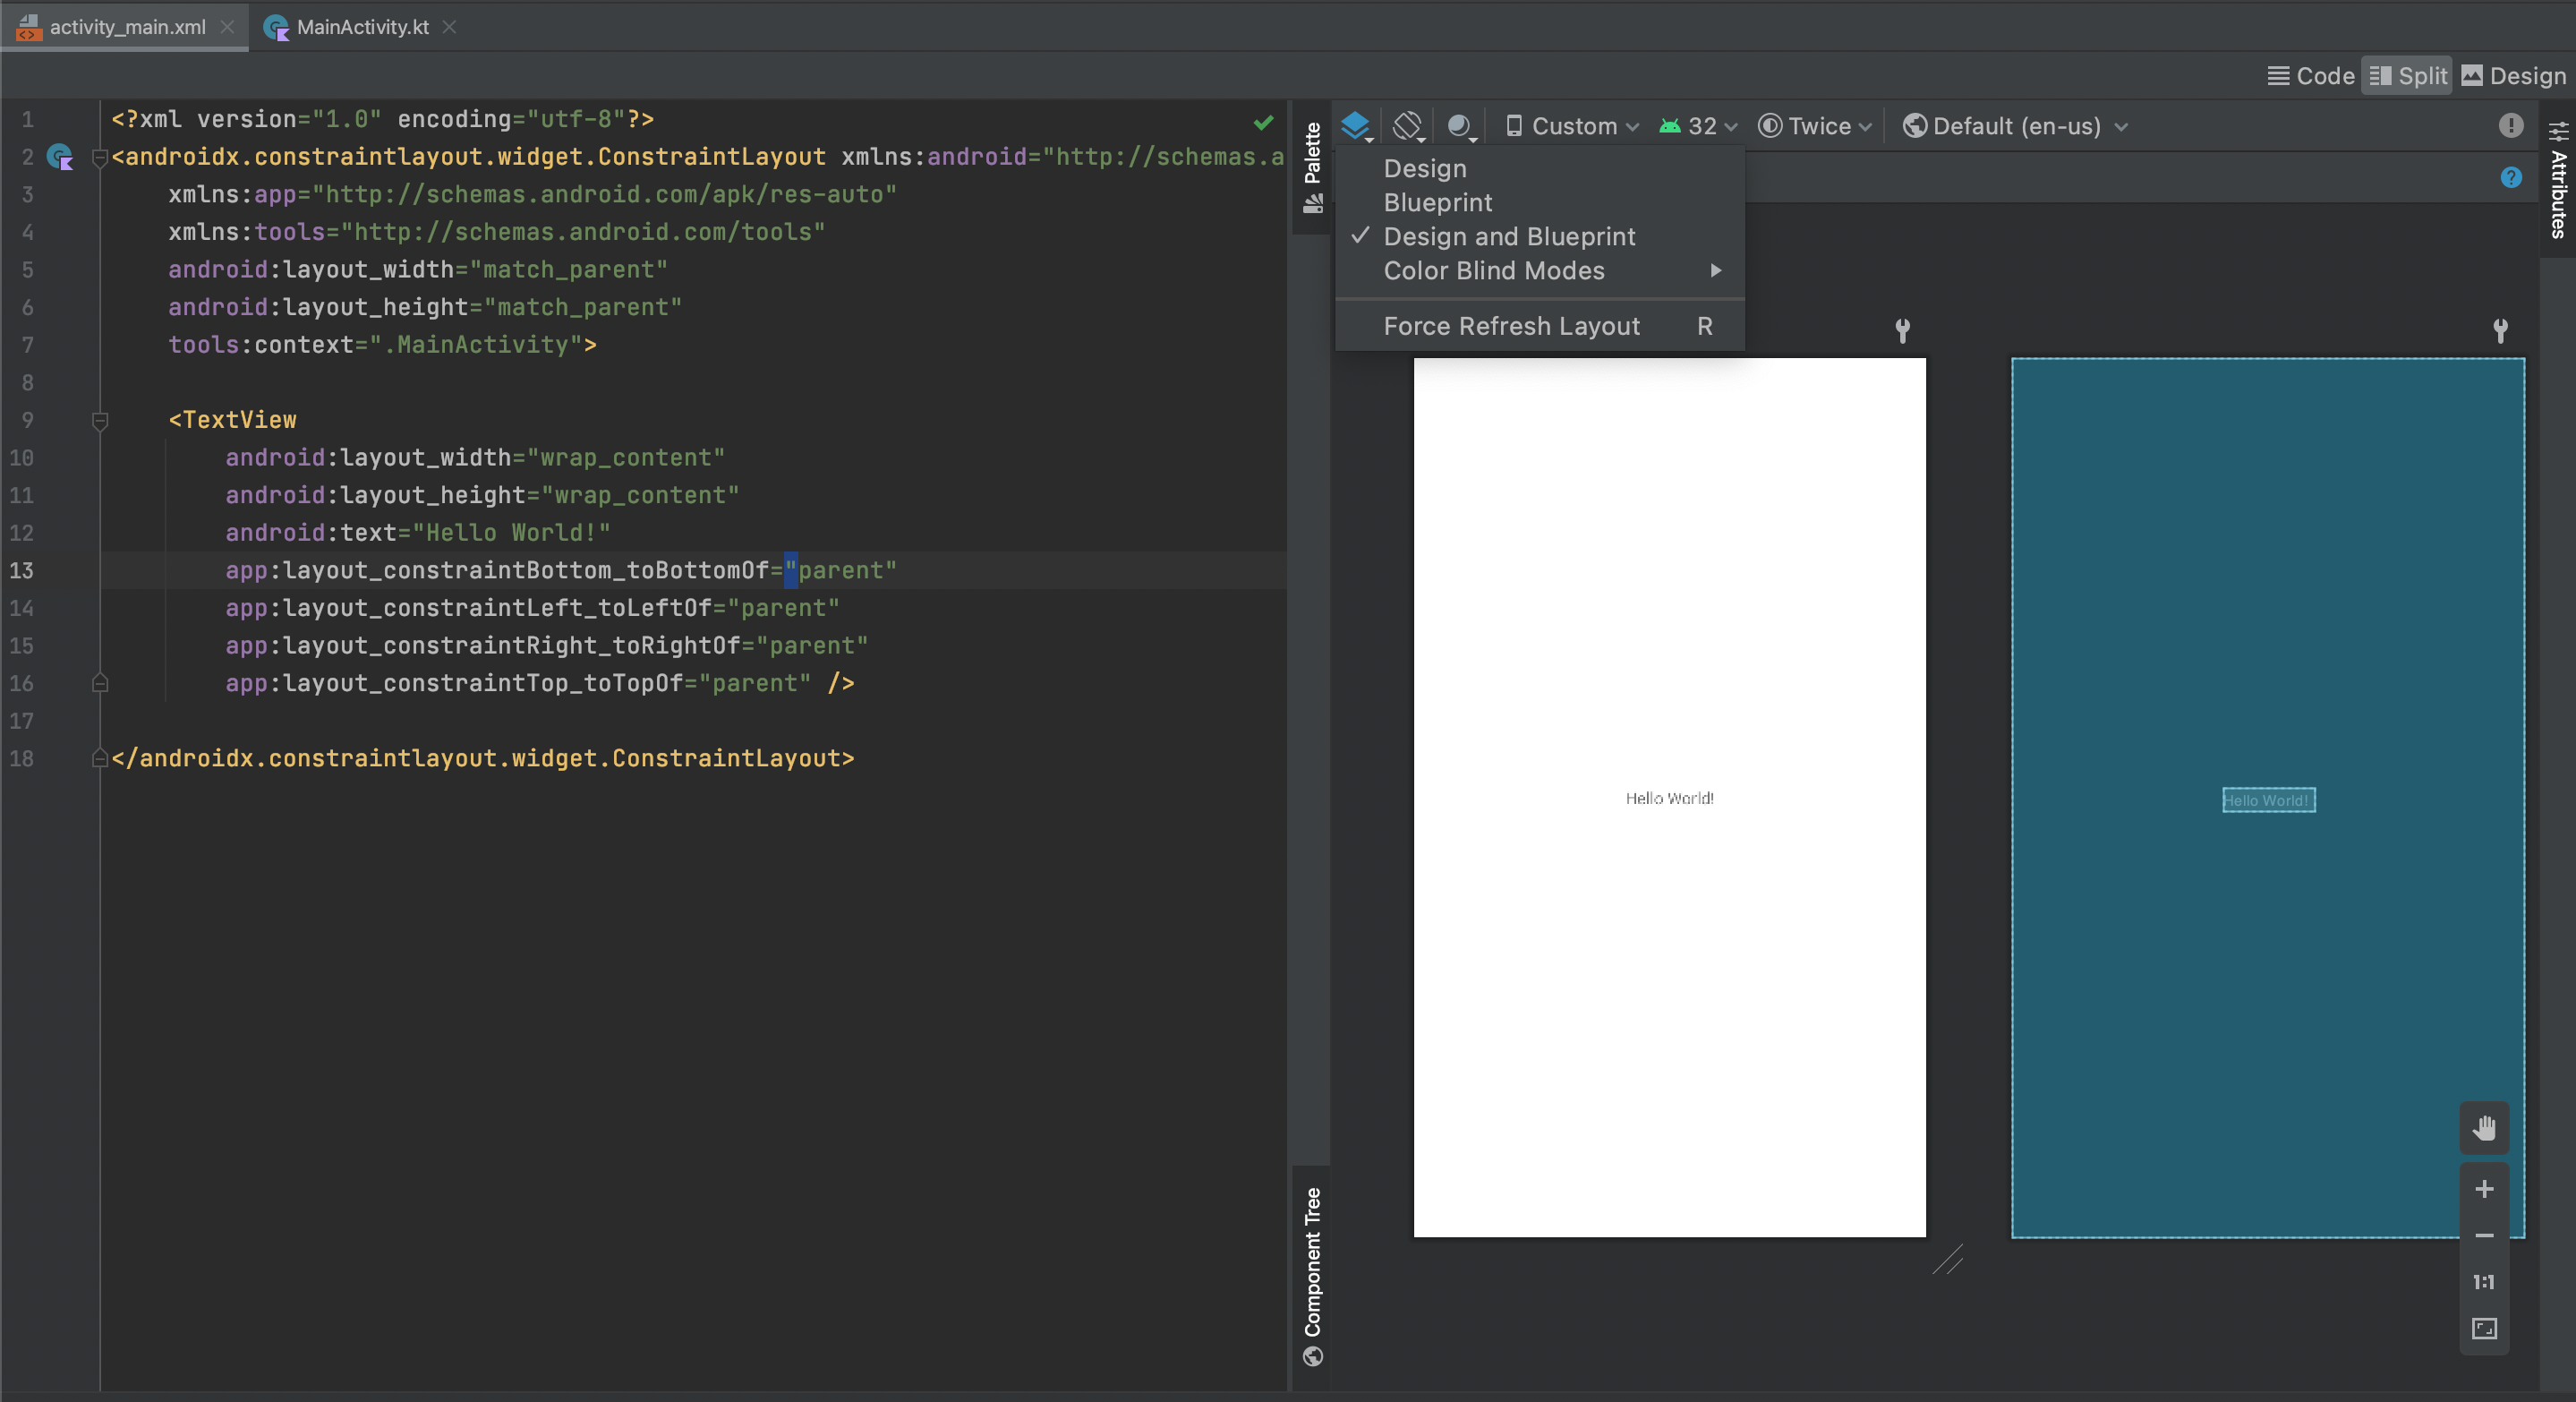 activity_main.xml
MainActivity.kt
Code Split Design
1 <?xml version="1.0" encoding="utf-8"?>
2 <androidx.constraintlayout.widget.ConstraintLayout xmlns:android="http://schemas.a
3 xmlns:app="http://schemas.android.com/apk/res-auto"
4 xmlns:tools="http://schemas.android.com/tools"
5 android:layout_width="match_parent"
6 android:layout_height="match_parent"
7 tools:context=".MainActivity">
8
9 <TextView
10 android:layout_width="wrap_content"
11 android:layout_height="wrap_content"
12 android:text="Hello World!"
13 app:layout_constraintBottom_toBottomOf="parent"
14 app:layout_constraintLeft_toLeftOf="parent"
15 app:layout_constraintRight_toRightOf="parent"
16 app:layout_constraintTop_toTopOf="parent" />
17
18 </androidx.constraintlayout.widget.ConstraintLayout>
Palette
Component Tree
Custom 32 Twice Default (en-us)
Design
Blueprint
Design and Blueprint
Color Blind Modes
Force Refresh Layout R
Hello World!
Hello World!
1:1
Attributes